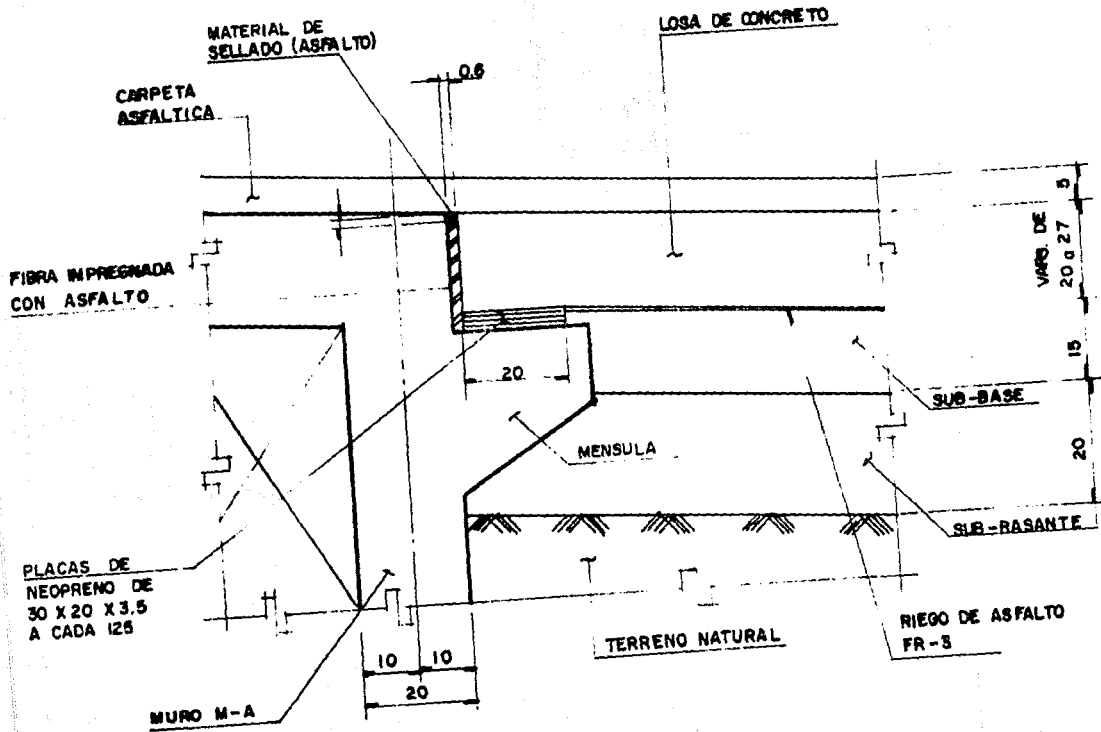 MATERIAL DE
SELLADO (ASFALTO)
LOSA DE CONCRETO
0.6
CARPETA
ASFALTICA
5
VARS. DE
20 a 27
FIBRA IMPREGNADA
CON ASFALTO
15
20
SUB-BASE
MENSULA
20
SUB-RASANTE
PLACAS DE
NEOPRENO DE
30 X 20 X 3.5
A CADA 125
RIEGO DE ASFALTO
FR-3
TERRENO NATURAL
10
10
20
MURO M-A